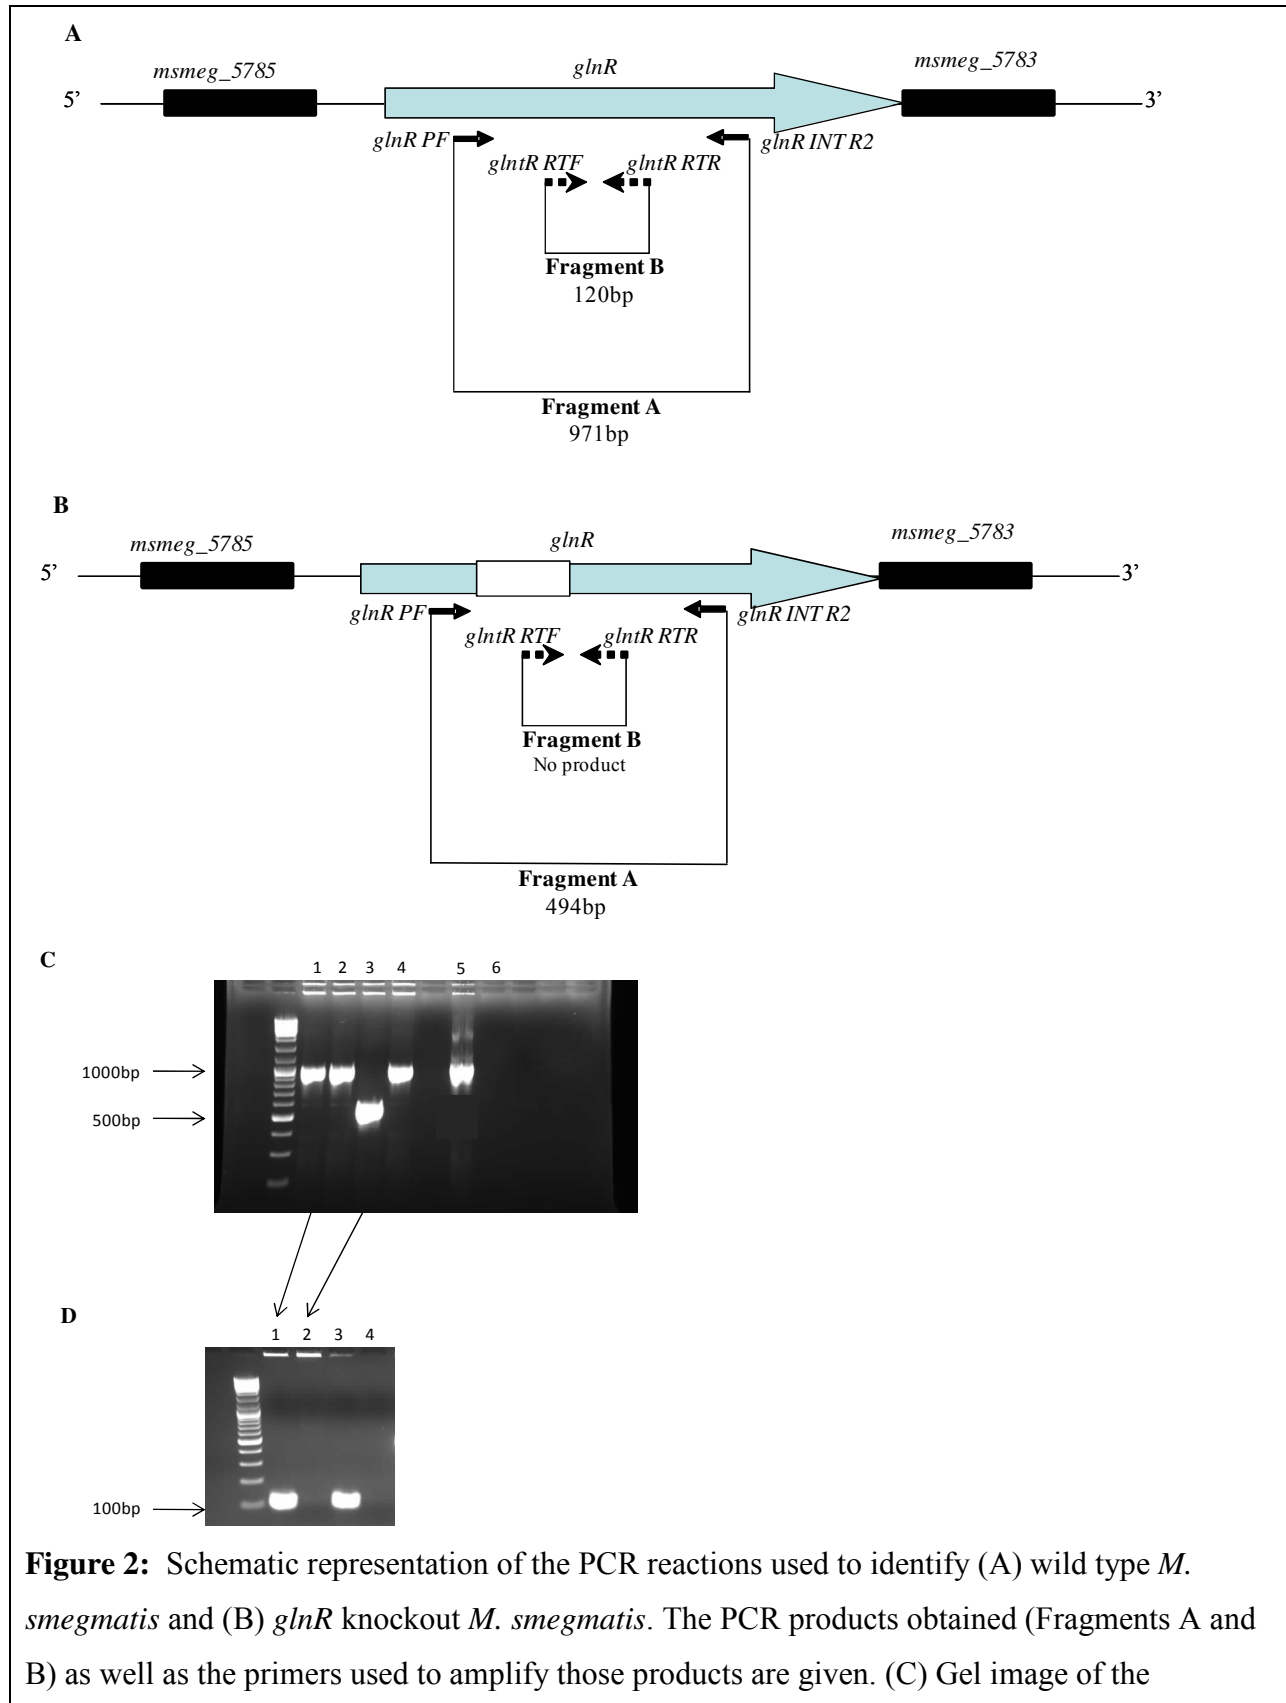 A
msmeg_5785
glnR
msmeg_5783
5’
3’
glnR PF
glnR INT R2
glntR RTF
glntR RTR
Fragment B
120bp
Fragment A
971bp
B
msmeg_5785
glnR
msmeg_5783
5’
3’
glnR PF
glnR INT R2
glntR RTF
glntR RTR
Fragment B
No product
Fragment A
494bp
C
1 2 3 4 5 6
1000bp
500bp
D
1 2 3 4
100bp
Figure 2: Schematic representation of the PCR reactions used to identify (A) wild type M.
smegmatis and (B) glnR knockout M. smegmatis. The PCR products obtained (Fragments A and
B) as well as the primers used to amplify those products are given. (C) Gel image of the